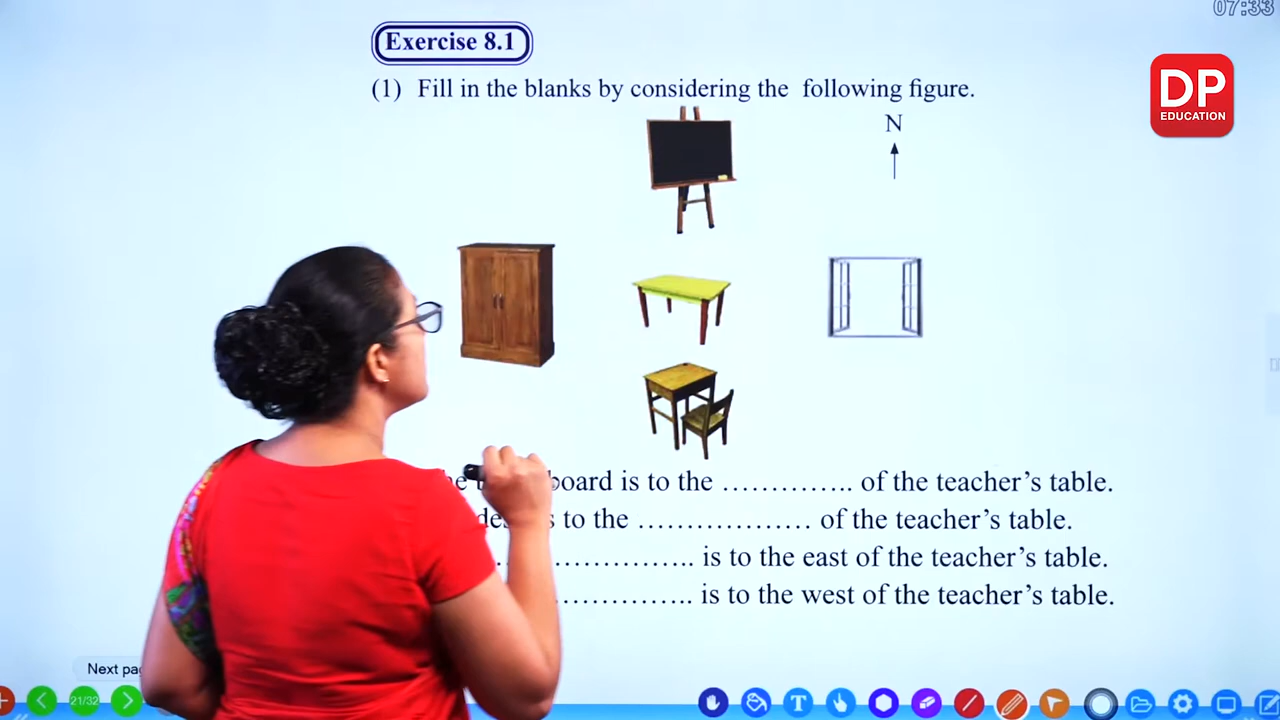 07:33
Exercise 8.1
DP
EDUCATION
(1) Fill in the blanks by considering the following figure.
N
board is to the ………….. of the teacher's table.
s to the ……………… of the teacher's table.
………………….. is to the east of the teacher's table.
…………….. is to the west of the teacher's table.
Next pa
21/32
T